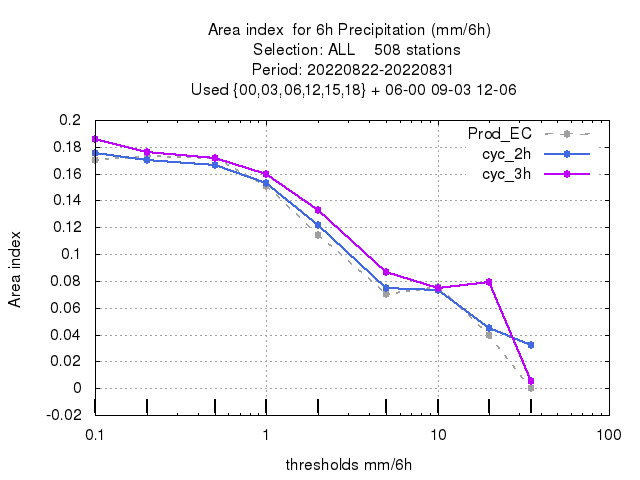 Area index  for 6h Precipitation (mm/6h)
Selection: ALL    508 stations
Period: 20220822-20220831
Used {00,03,06,12,15,18} + 06-00 09-03 12-06
Prod_EC
cyc_2h
cyc_3h
0.2
0.18
0.16
0.14
0.12
0.1
0.08
0.06
0.04
0.02
0
-0.02
Area index
0.1 1 10 100
thresholds mm/6h